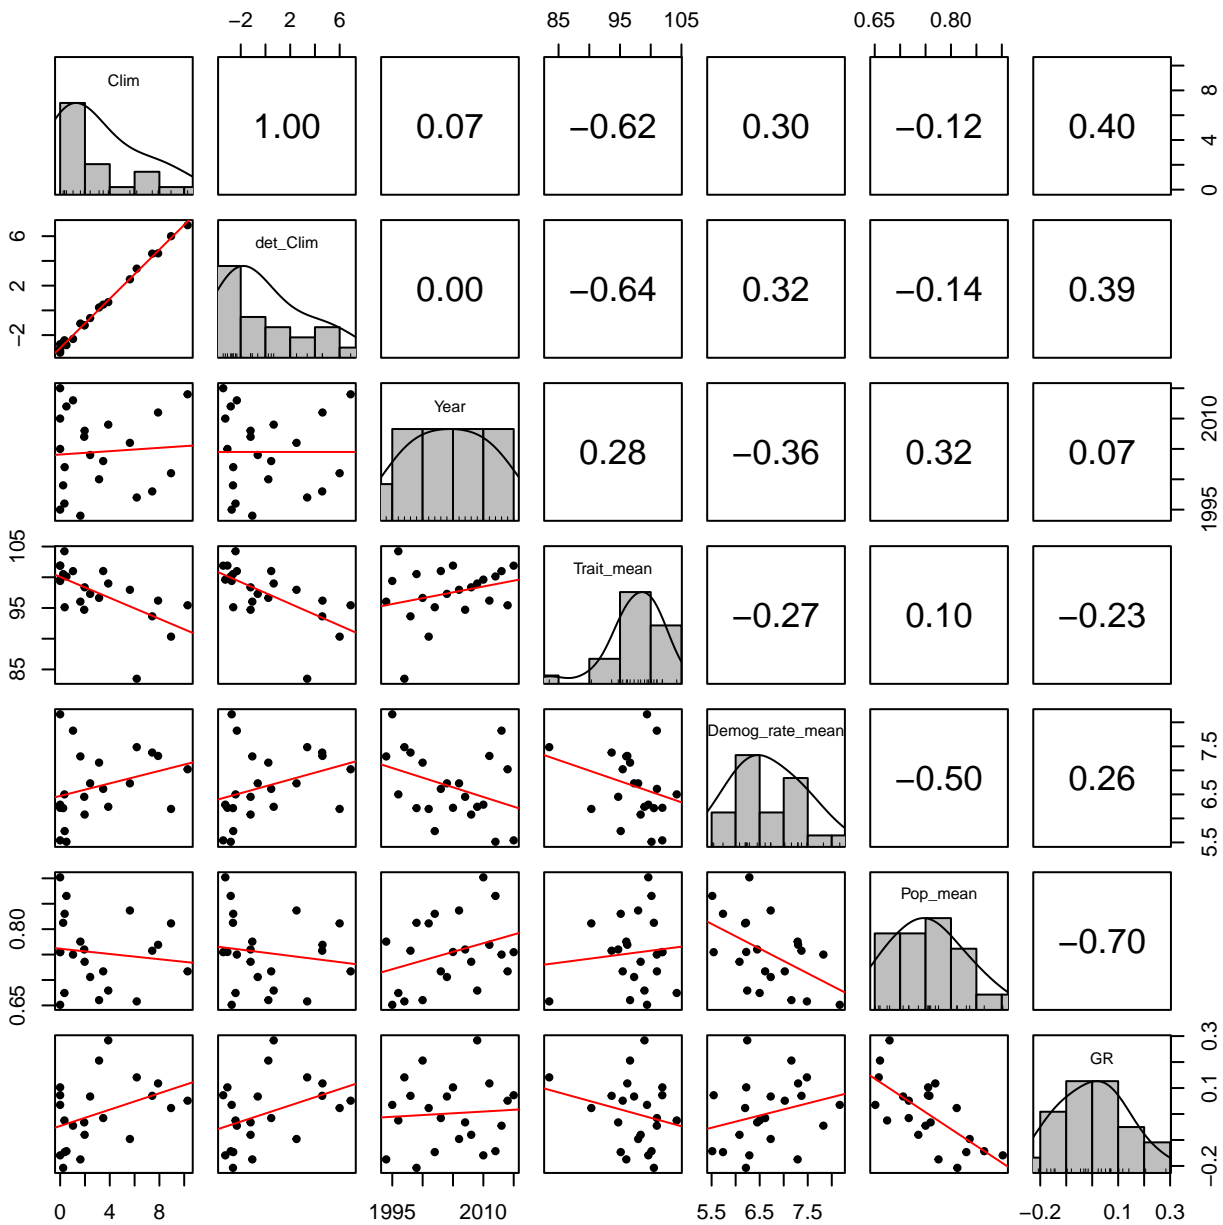 −2 2 6 85 95 105 0.65 0.80
Clim
1.00 0.07 −0.62 0.30 −0.12 0.40
0 4 8
−2 2 6
det_Clim
0.00 −0.64 0.32 −0.14 0.39
Year
0.28 −0.36 0.32 0.07
1995 2010
85 95 105
Trait_mean
−0.27 0.10 −0.23
Demog_rate_mean
−0.50 0.26
5.5 6.5 7.5
0.65 0.80
Pop_mean
−0.70
GR
−0.2 0.1 0.3
0 4 8 1995 2010 5.5 6.5 7.5 −0.2 0.1 0.3